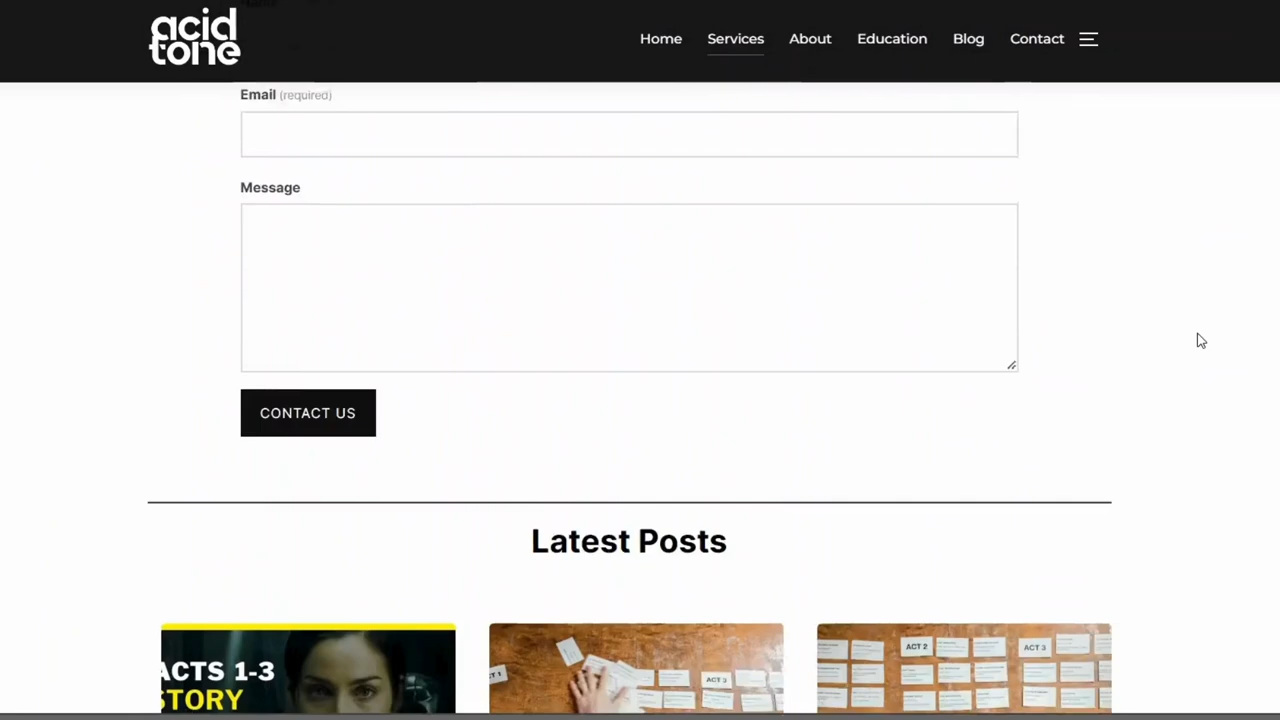 acid
tone
Home Services About Education Blog Contact
Email (required)
Message
CONTACT US
Latest Posts
ACTS 1-3
STORY
ACT 3
ACT 2
ACT 3